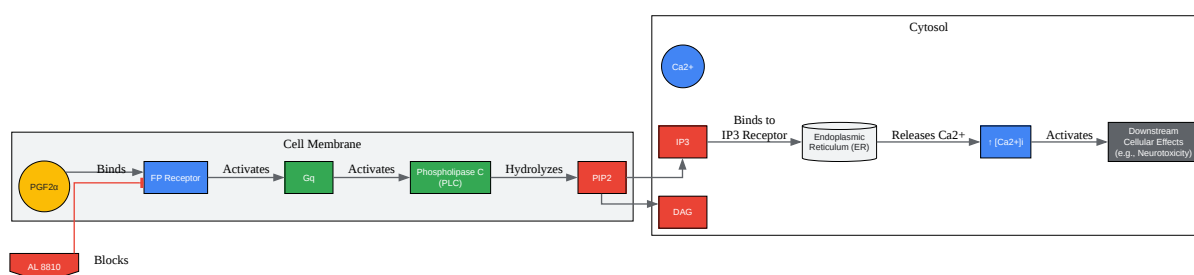 Cytosol
Ca2+
Cell Membrane
PGF2α
Binds
FP Receptor
Activates
Gq
Activates
Phospholipase C
(PLC)
Hydrolyzes
PIP2
IP3
Binds to
IP3 Receptor
Endoplasmic
Reticulum (ER)
Releases Ca2+
↑ [Ca2+]i
Activates
Downstream
Cellular Effects
(e.g., Neurotoxicity)
DAG
AL 8810
Blocks